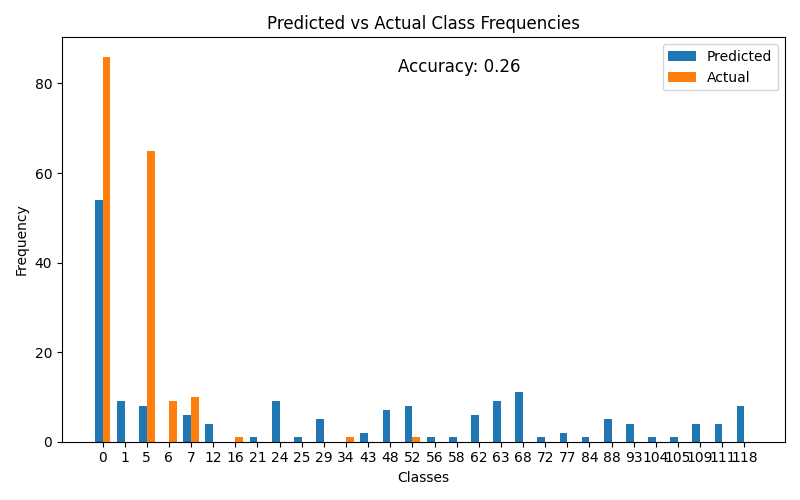 Predicted vs Actual Class Frequencies
Accuracy: 0.26
Predicted
Actual
Frequency
80
60
40
20
0
0 1 5 6 7 12 16 21 24 25 29 34 43 48 52 56 58 62 63 68 72 77 84 88 93 104 105 109 111 118
Classes